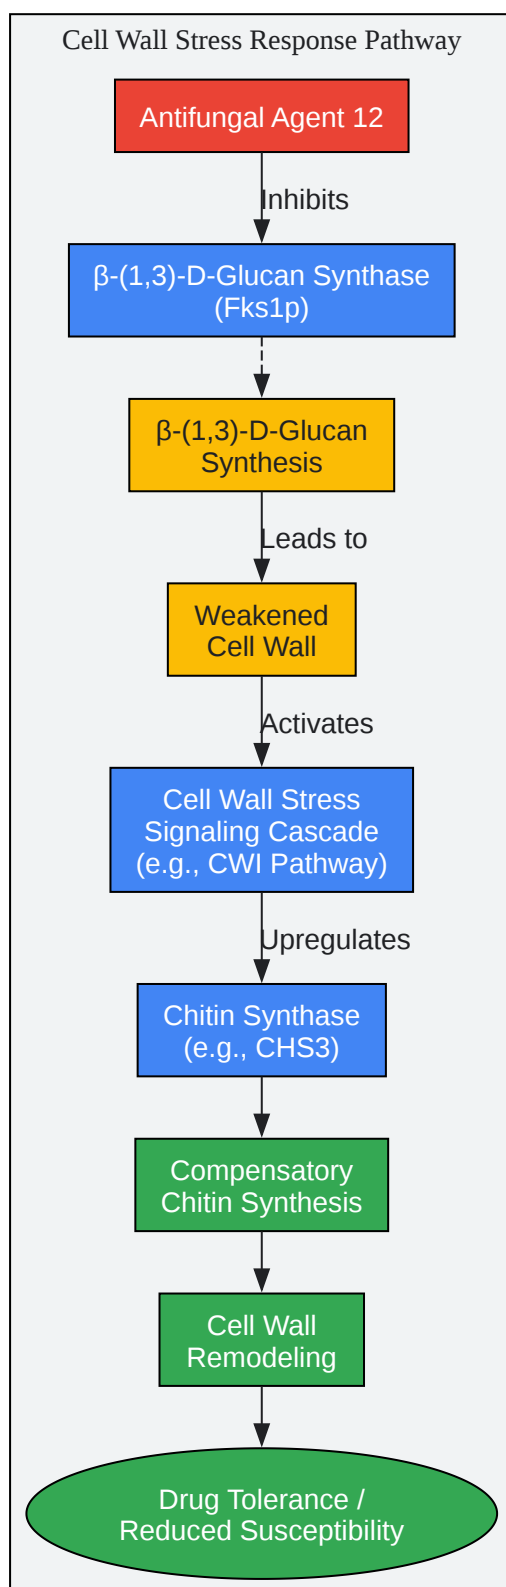 Cell Wall Stress Response Pathway
Antifungal Agent 12
Inhibits
β-(1,3)-D-Glucan Synthase
(Fks1p)
β-(1,3)-D-Glucan
Synthesis
Leads to
Weakened
Cell Wall
Activates
Cell Wall Stress
Signaling Cascade
(e.g., CWI Pathway)
Upregulates
Chitin Synthase
(e.g., CHS3)
Compensatory
Chitin Synthesis
Cell Wall
Remodeling
Drug Tolerance /
Reduced Susceptibility